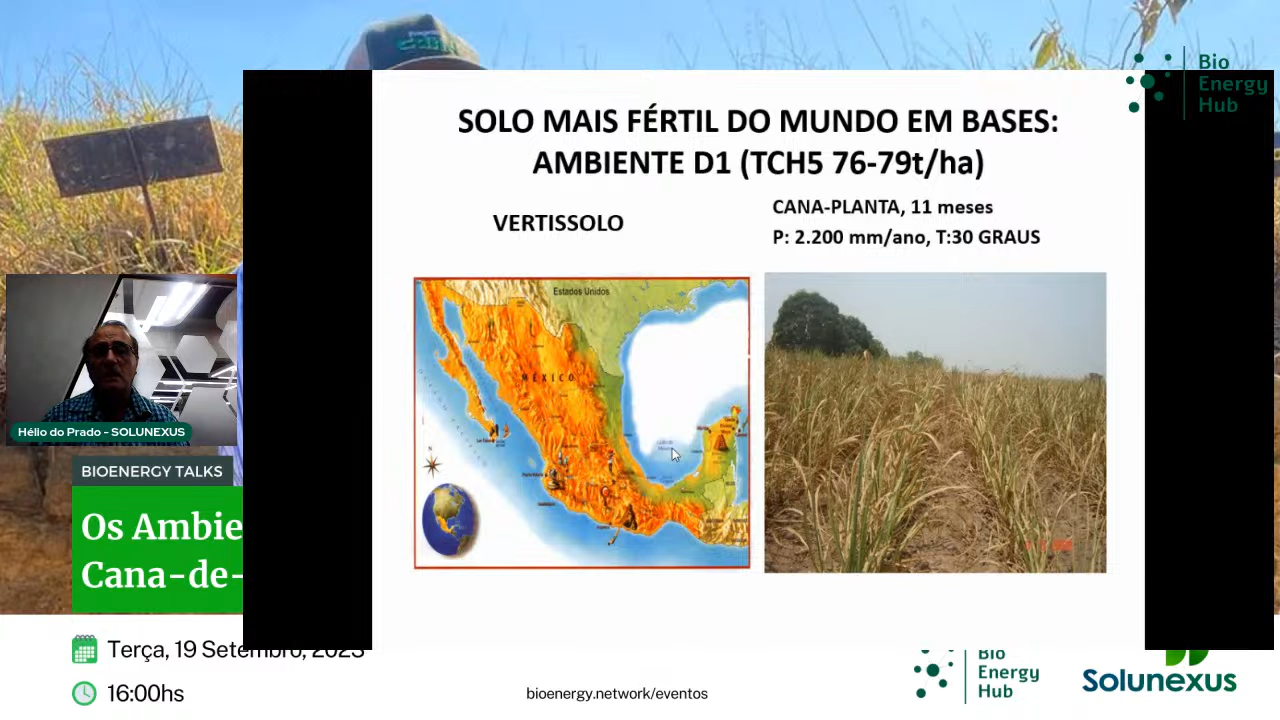 Bio
Energy
Hub
SOLO MAIS FÉRTIL DO MUNDO EM BASES:
AMBIENTE D1 (TCH5 76-79t/ha)
VERTISSOLO
CANA-PLANTA, 11 meses
P: 2.200 mm/ano, T:30 GRAUS
Estados Unidos
MÉXICO
Hélio do Prado - SOLUNEXUS
BIOENERGY TALKS
Os Ambie
Cana-de-
Terça, 19 Setembro, 2023
16:00hs
bioenergy.network/eventos
Bio
Energy
Hub
Solunexus